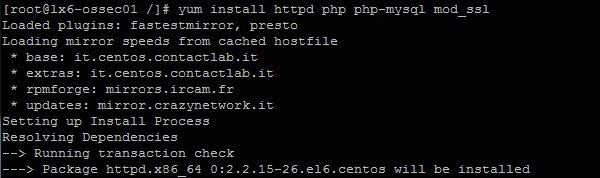 [root@lx6-ossec01 /]# yum install httpd php php-mysql mod_ssl
Loaded plugins: fastestmirror, presto
Loading mirror speeds from cached hostfile
 * base: it.centos.contactlab.it
 * extras: it.centos.contactlab.it
 * rpmforge: mirrors.ircam.fr
 * updates: mirror.crazynetwork.it
Setting up Install Process
Resolving Dependencies
--> Running transaction check
---> Package httpd.x86_64 0:2.2.15-26.el6.centos will be installed